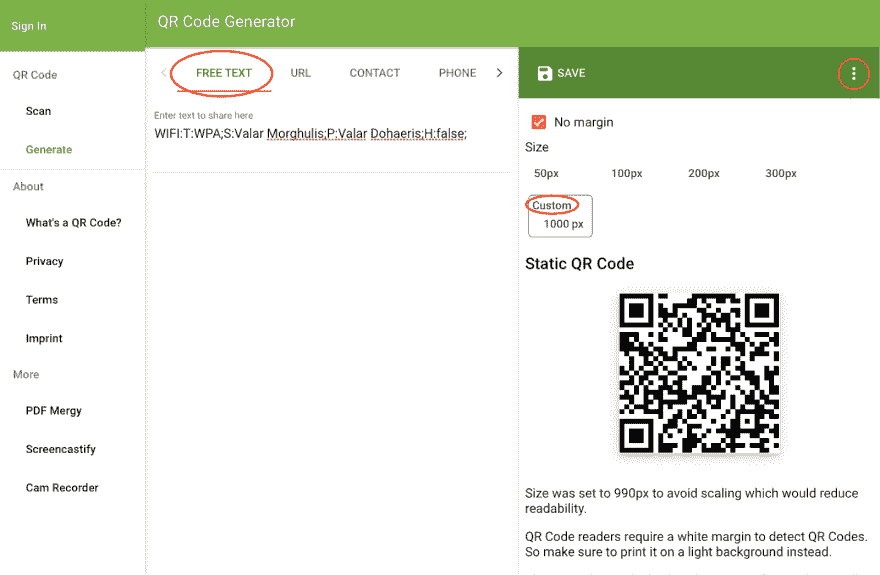 Sign In
QR Code Generator
QR Code
Scan
Generate
About
What's a QR Code?
Privacy
Terms
Imprint
More
PDF Mergy
Screencastify
Cam Recorder
FREE TEXT
URL
CONTACT
PHONE
Enter text to share here
WIFI:T:WPA;S:Valar Morghulis;P:Valar Dohaeris;H:false;
SAVE
No margin
Size
50px
100px
200px
300px
Custom
1000 px
Static QR Code
Size was set to 990px to avoid scaling which would reduce
readability.
QR Code readers require a white margin to detect QR Codes.
So make sure to print it on a light background instead.